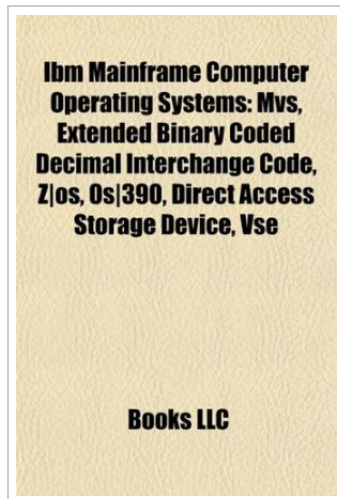 Ibm Mainframe Computer
Operating Systems: Mvs,
Extended Binary Coded
Decimal Interchange Code,
Z|os, Os|390, Direct Access
Storage Device, Vse
Books LLC